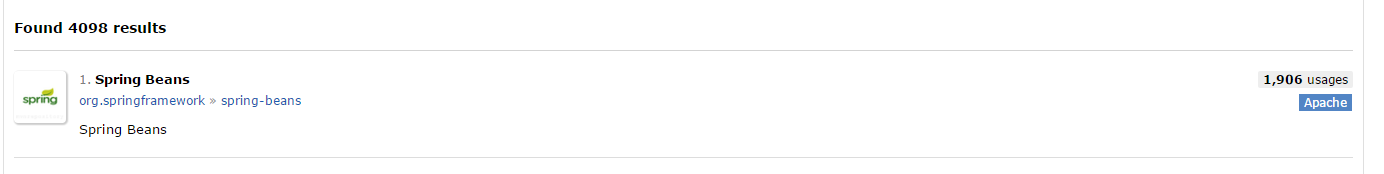 Found 4098 results
spring
1. Spring Beans
1,906 usages
org.springframework » spring-beans
Apache
Spring Beans